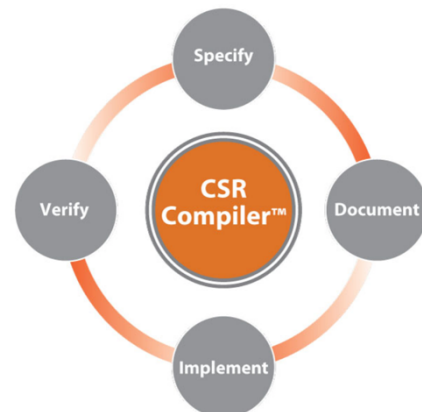 Specify
CSR
Compiler™
Verify
Document
Implement